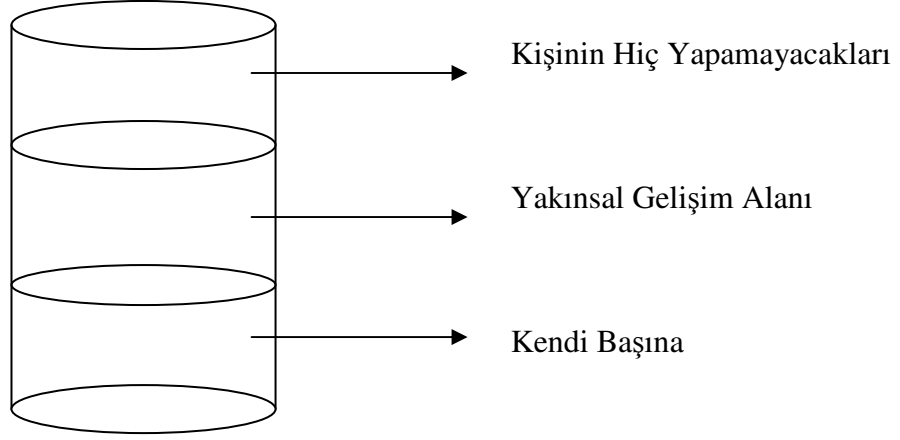 Kişinin Hiç Yapamayacakları
Yakınsal Gelişim Alanı
Kendi Başına